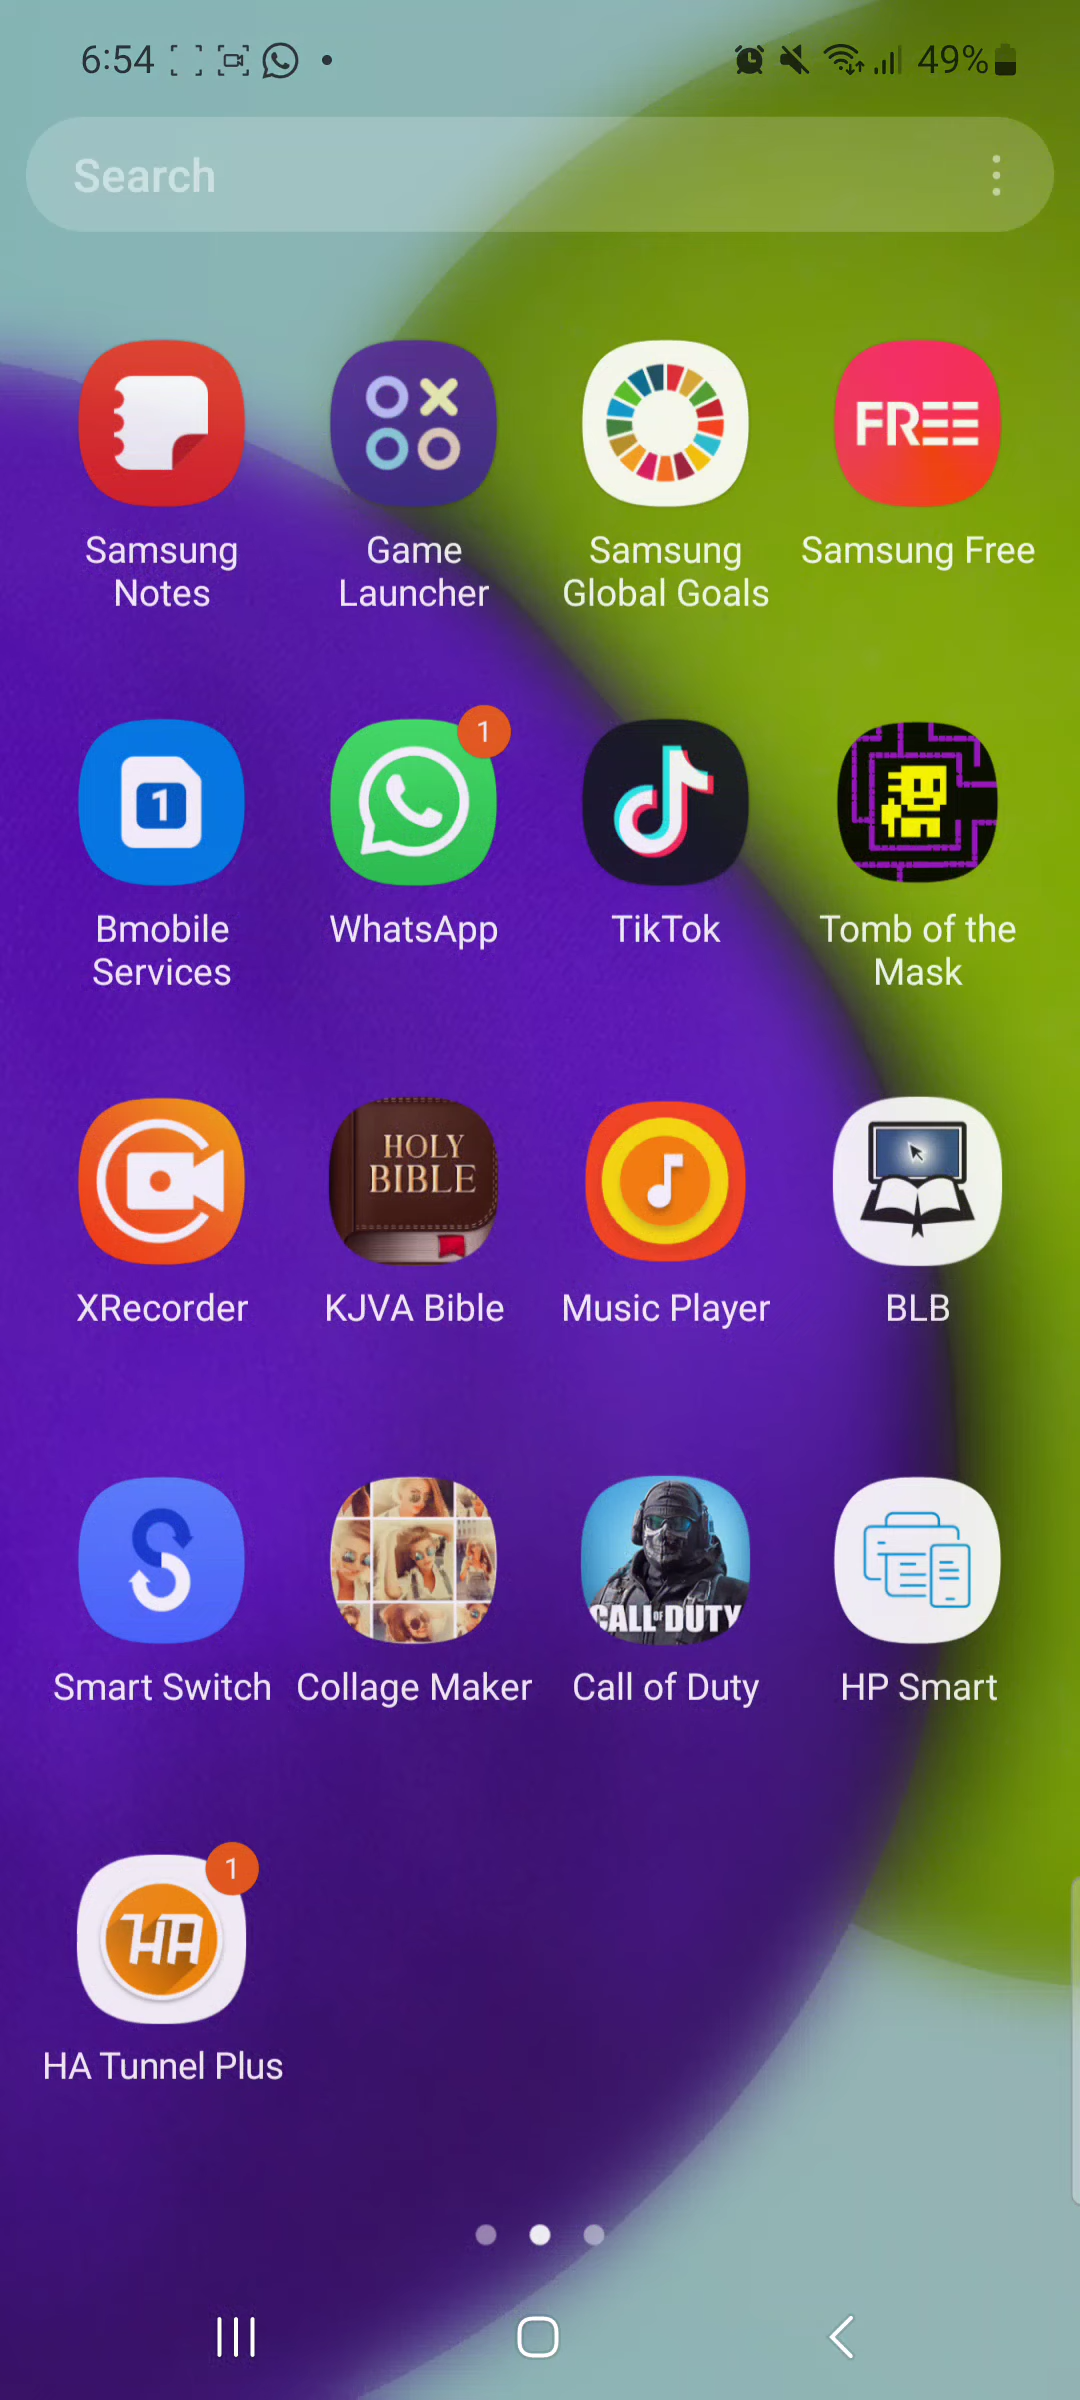 6:54
49%
Search
FREE
Samsung
Notes
Game
Launcher
Samsung
Global Goals
Samsung Free
1
1
Bmobile
Services
WhatsApp
TikTok
Tomb of the
Mask
HOLY
BIBLE
XRecorder
KJVA Bible
Music Player
BLB
CALL OF DUTY
Smart Switch
Collage Maker
Call of Duty
HP Smart
1
HA
HA Tunnel Plus